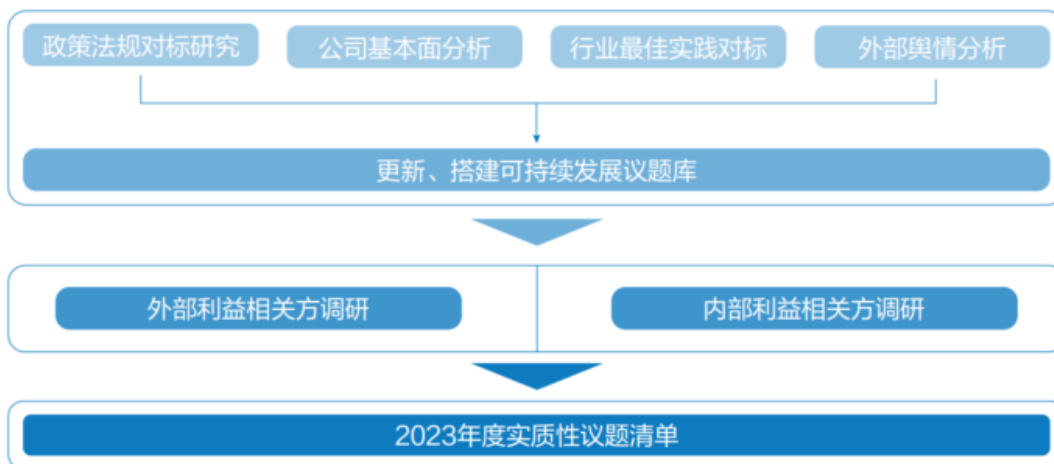 政策法规对标研究
公司基本面分析
行业最佳实践对标
外部舆情分析
更新、搭建可持续发展议题库
外部利益相关方调研
内部利益相关方调研
2023年度实质性议题清单